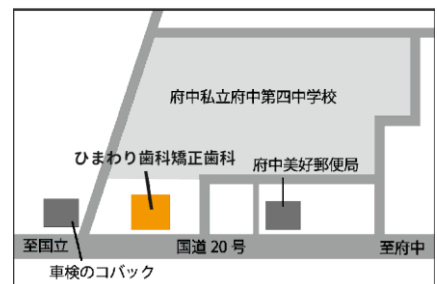 府中私立府中第四中学校
ひまわり歯科矯正歯科
府中美好郵便局
至国立
国道20号
至府中
車検のコバック